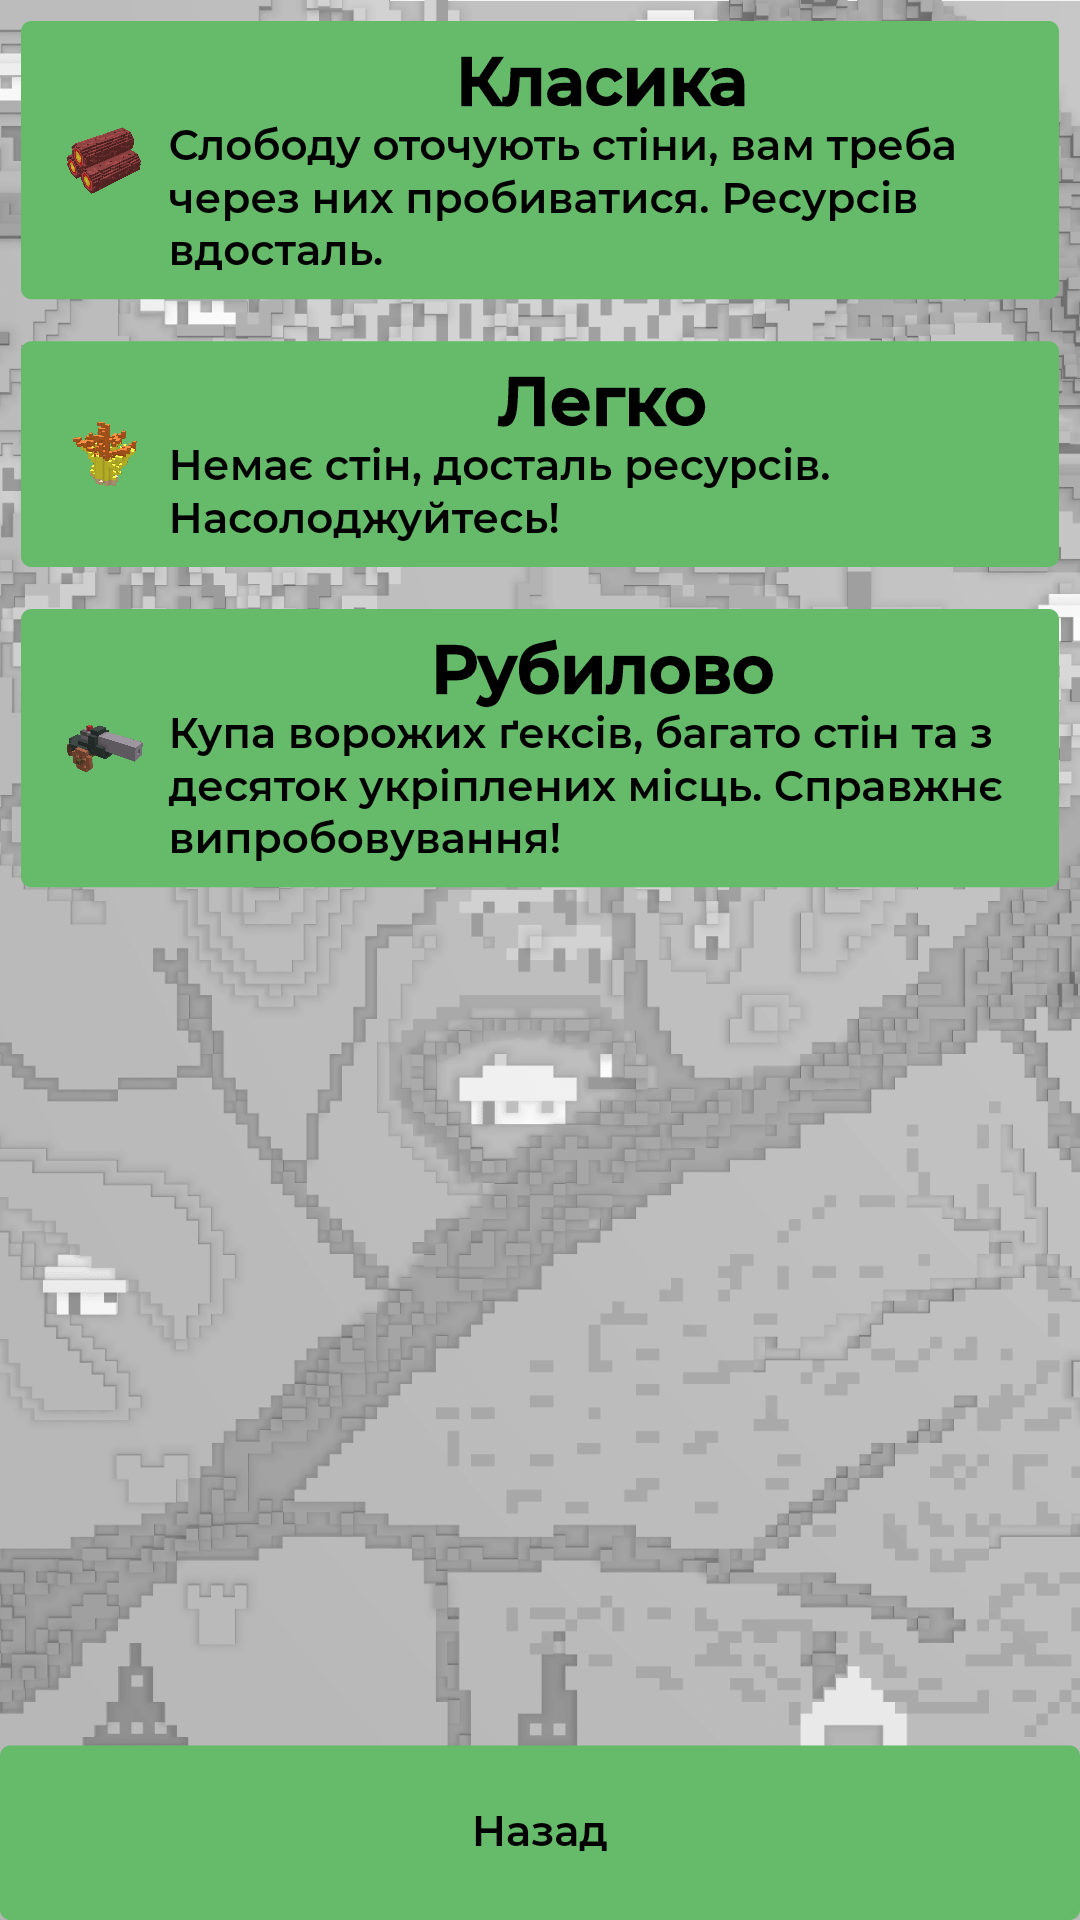 Класика
Слободу оточують стіни, вам треба
через них пробиватися. Ресурсів
вдосталь.
Легко
Немає стін, досталь ресурсів.
Насолоджуйтесь!
Рубилово
Купа ворожих ґексів, багато стін та з
десяток укріплених місць. Справжнє
випробовування!
Назад